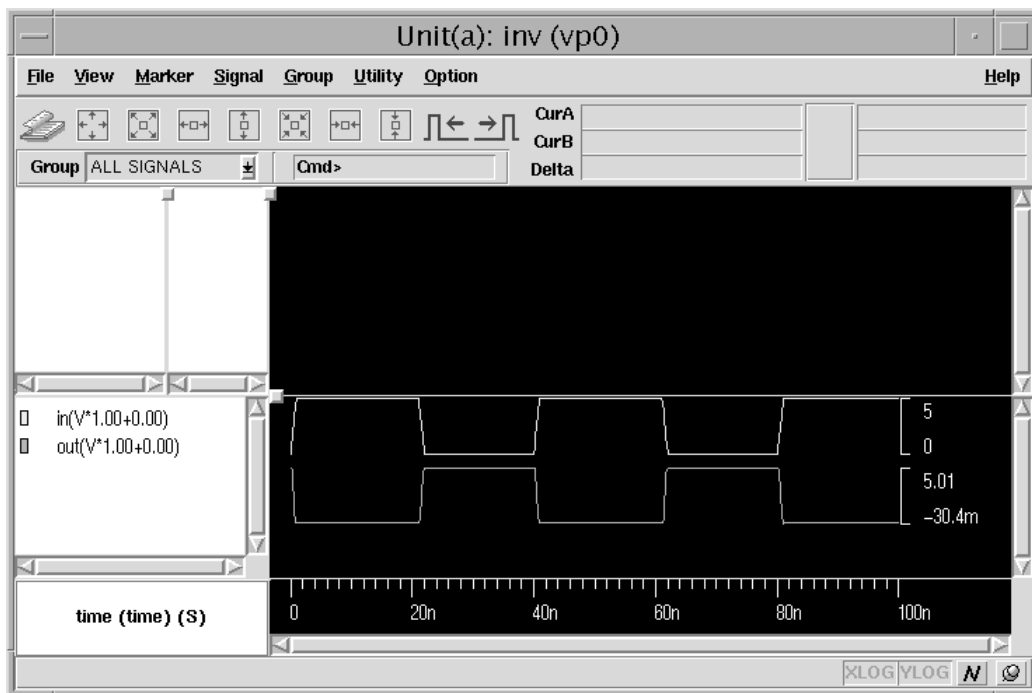 Unit(a): inv (vp0)
File View Marker Signal Group Utility Option Help
CurA
CurB
Group ALL SIGNALS Cmd> Delta
in(V*1.00+0.00) 5
out(V*1.00+0.00) 0
5.01
-30.4m
time (time) (S) 0 20n 40n 60n 80n 100n
XLOG YLOG N